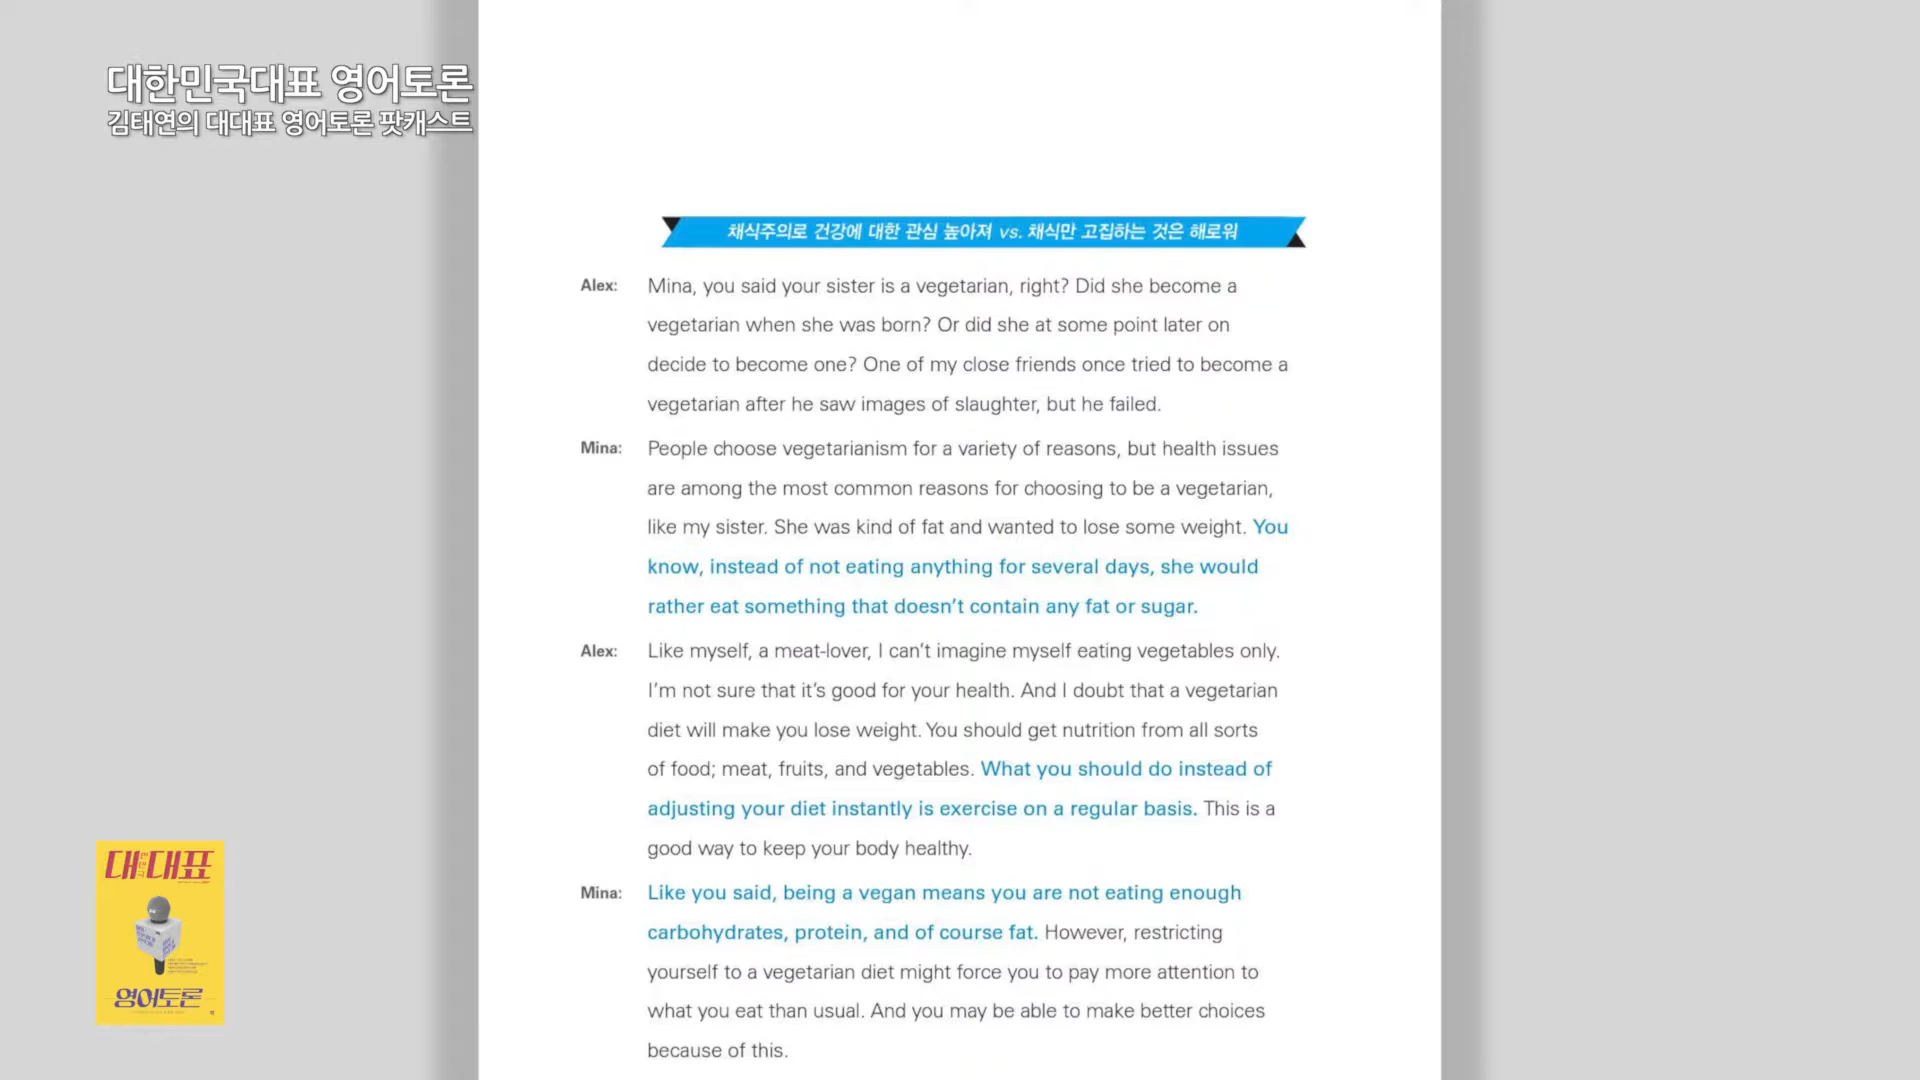 대한민국대표 영어토론
김태연의 대대표 영어토론 팟캐스트
채식주의로 건강에 대한 관심 높아져 vs. 채식만 고집하는 것은 해로워
Alex: Mina, you said your sister is a vegetarian, right? Did she become a
vegetarian when she was born? Or did she at some point later on
decide to become one? One of my close friends once tried to become a
vegetarian after he saw images of slaughter, but he failed.
Mina: People choose vegetarianism for a variety of reasons, but health issues
are among the most common reasons for choosing to be a vegetarian,
like my sister. She was kind of fat and wanted to lose some weight. You
know, instead of not eating anything for several days, she would
rather eat something that doesn’t contain any fat or sugar.
Alex: Like myself, a meat-lover, I can’t imagine myself eating vegetables only.
I’m not sure that it’s good for your health. And I doubt that a vegetarian
diet will make you lose weight. You should get nutrition from all sorts
of food; meat, fruits, and vegetables. What you should do instead of
adjusting your diet instantly is exercise on a regular basis. This is a
good way to keep your body healthy.
Mina: Like you said, being a vegan means you are not eating enough
carbohydrates, protein, and of course fat. However, restricting
yourself to a vegetarian diet might force you to pay more attention to
what you eat than usual. And you may be able to make better choices
because of this.
대한민국대표
영어토론